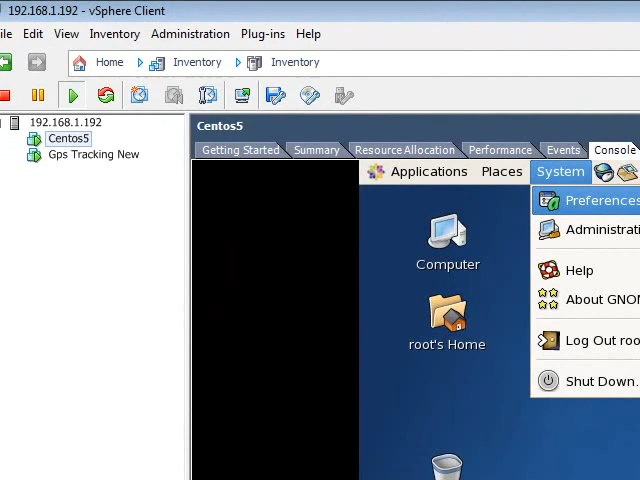 192.168.1.192 - vSphere Client
ile Edit View Inventory Administration Plug-ins Help
Home Inventory Inventory
192.168.1.192
Centos5
Gps Tracking New
Centos5
Getting Started Summary Resource Allocation Performance Events Console
Applications Places System
Preferences
Administrati
Computer
Help
About GNOM
root's Home
Log Out roo
Shut Down.